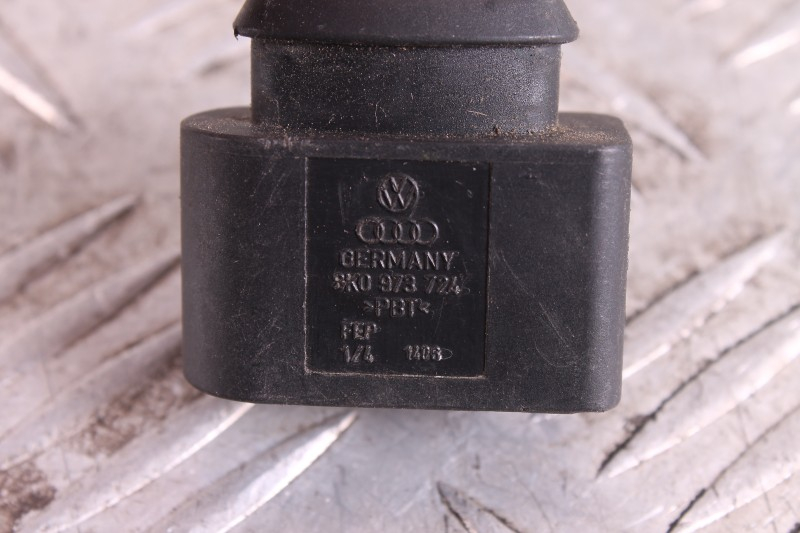 GERMANY
8K0 973 724
>PBT<
FEP
1/4 1408